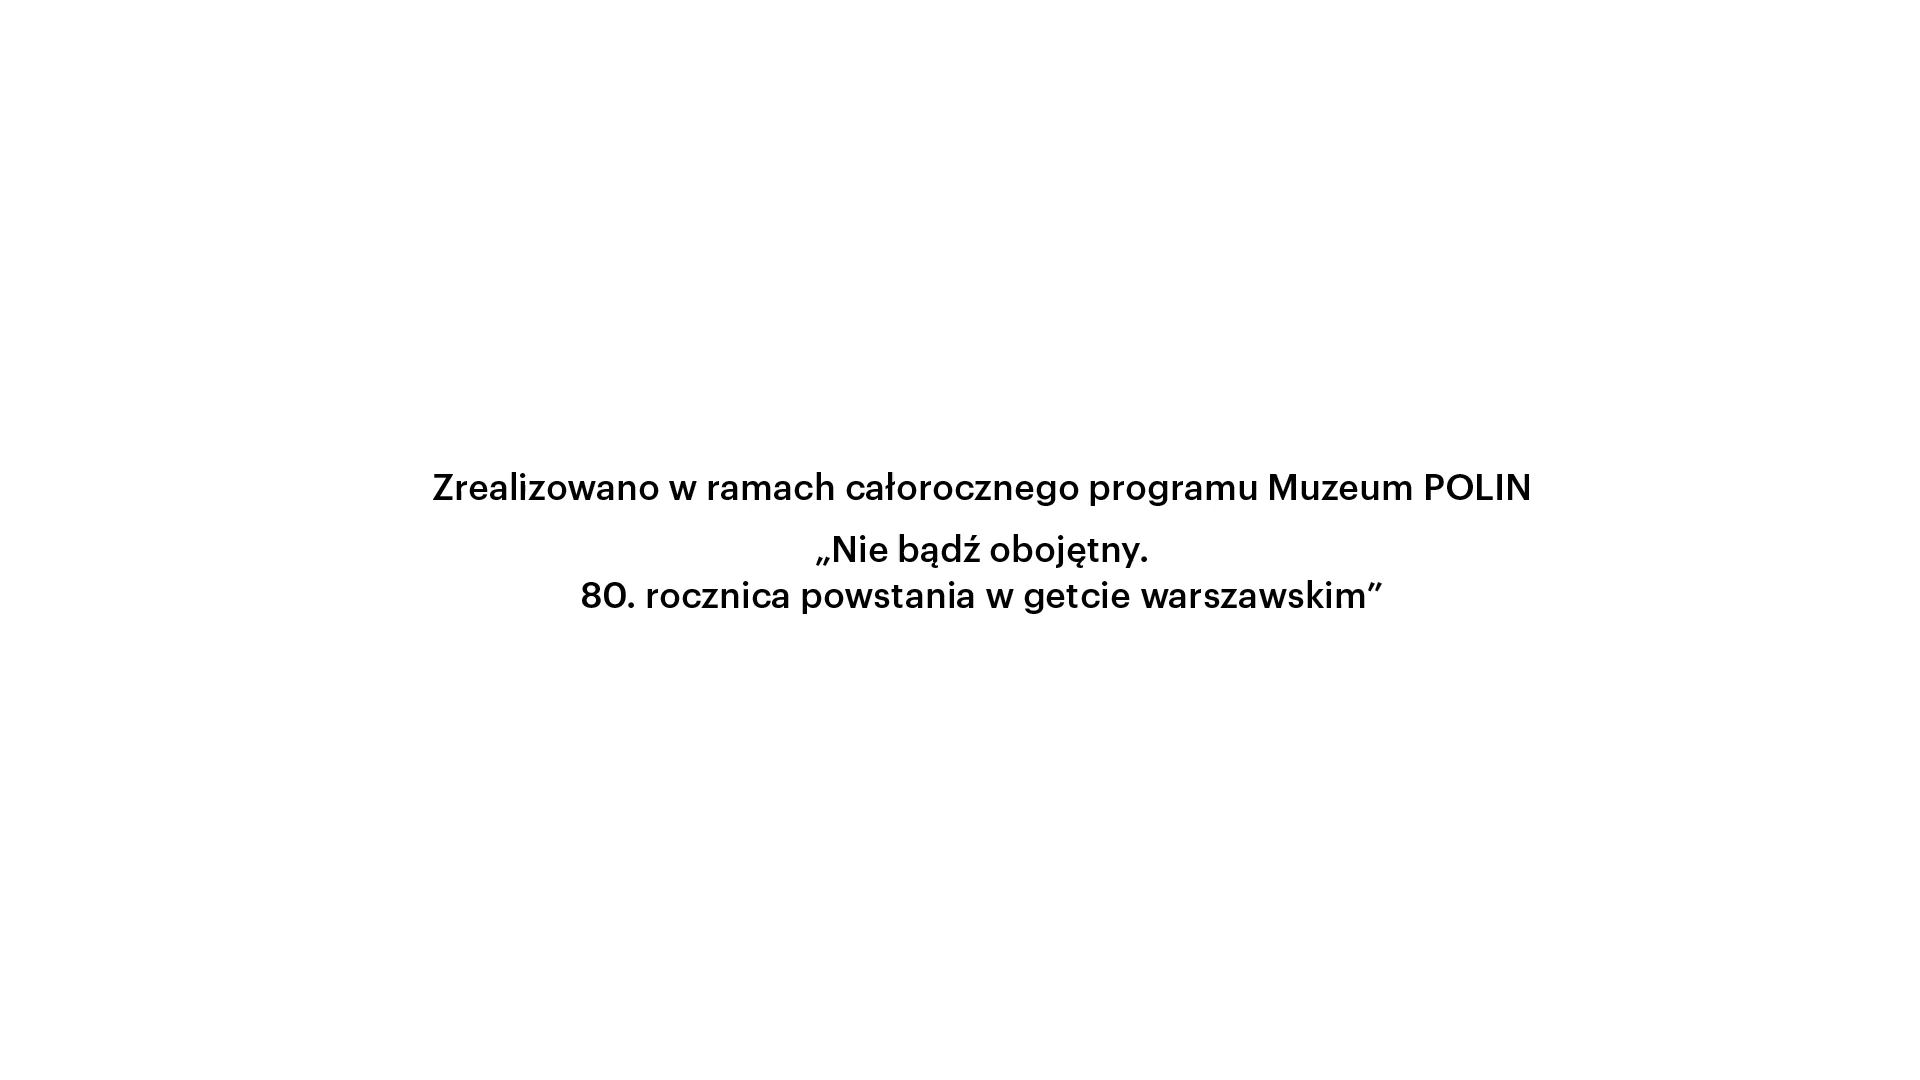 Zrealizowano w ramach całorocznego programu Muzeum POLIN
„Nie bądź obojętny.
80. rocznica powstania w getcie warszawskim”